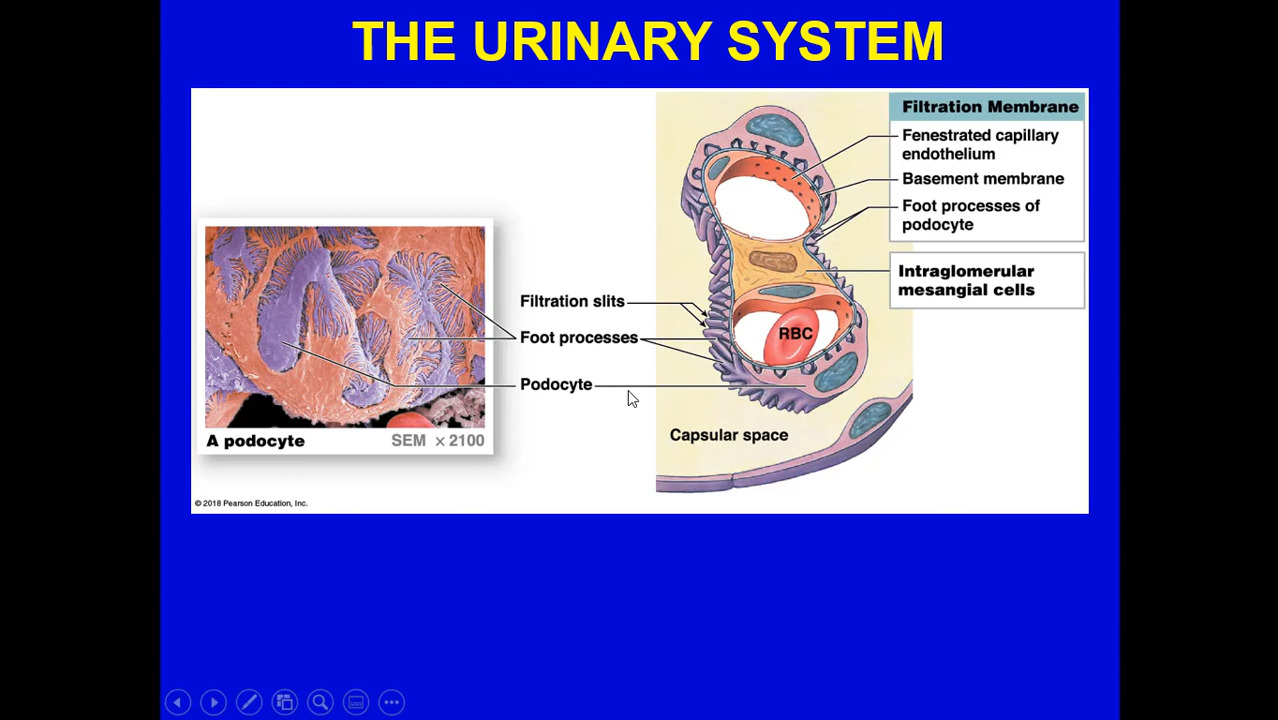 THE URINARY SYSTEM
Filtration Membrane
Fenestrated capillary
endothelium
Basement membrane
Foot processes of
podocyte
Intraglomerular
mesangial cells
Filtration slits
Foot processes
Podocyte
RBC
Capsular space
A podocyte
SEM × 2100
© 2018 Pearson Education, Inc.